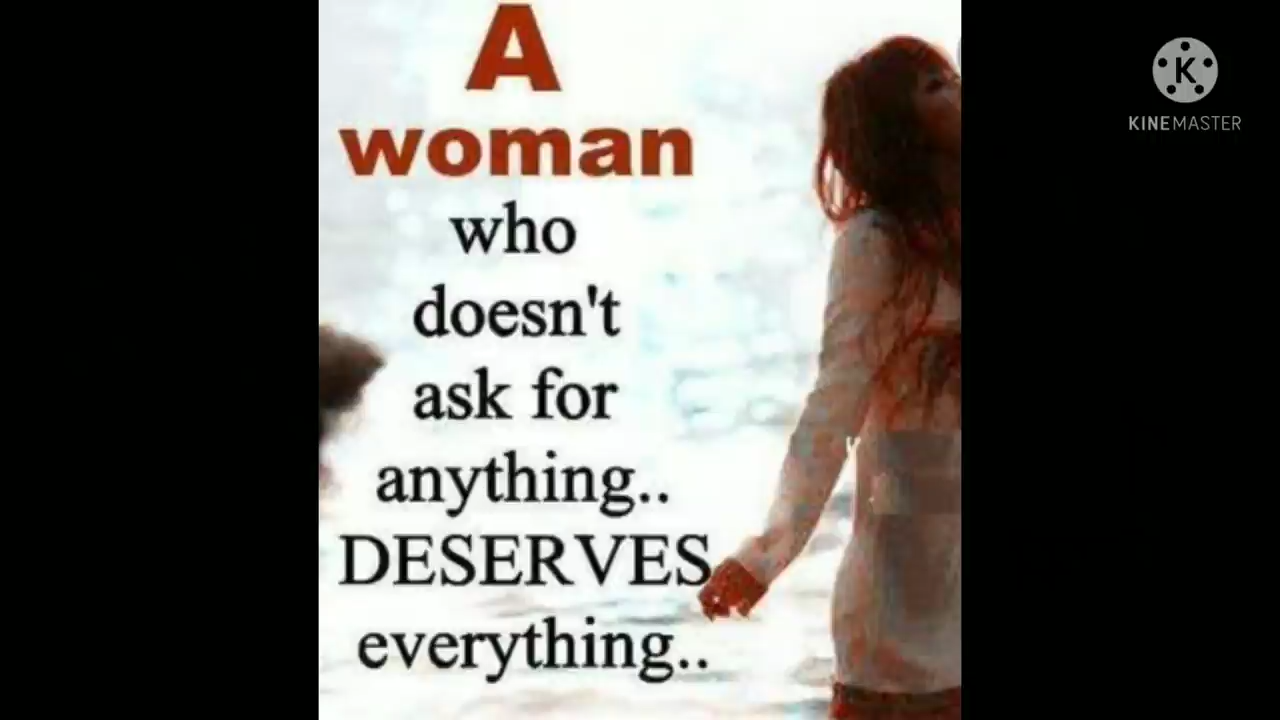 A
woman
who
doesn't
ask for
anything..
DESERVES
everything..
K
KINEMASTER